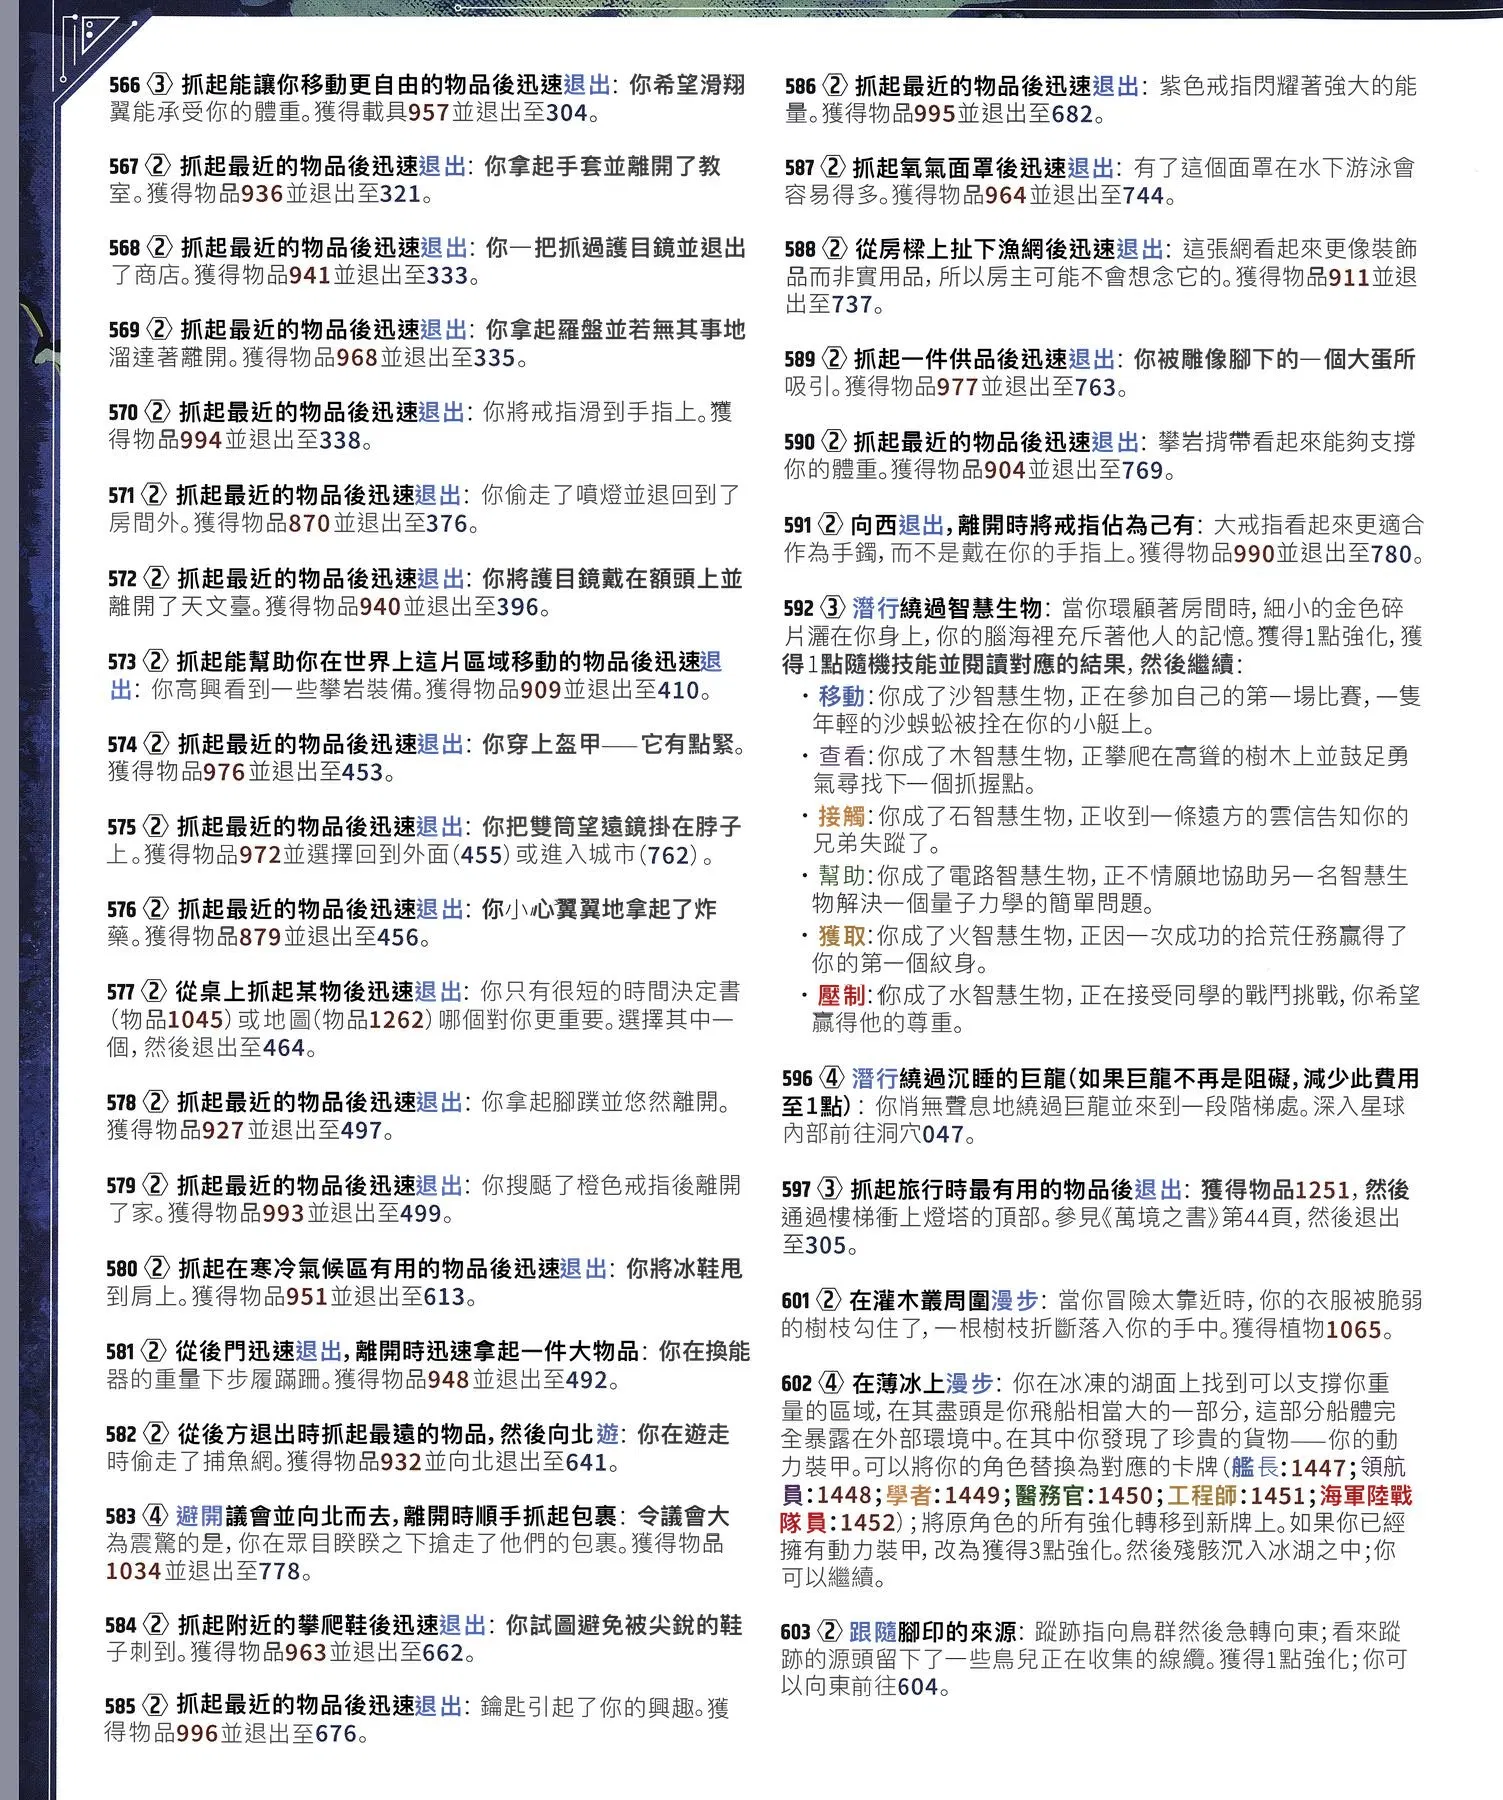 566 ③ 抓起能讓你移動更自由的物品後迅速退出：你希望滑翔
翼能承受你的體重。獲得載具957並退出至304。
567 ② 抓起最近的物品後迅速退出：你拿起手套並離開了教
室。獲得物品936並退出至321。
568 ② 抓起最近的物品後迅速退出：你一把抓過護目鏡並退出
了商店。獲得物品941並退出至333。
569 ② 抓起最近的物品後迅速退出：你拿起羅盤並若無其事地
溜達著離開。獲得物品968並退出至335。
570 ② 抓起最近的物品後迅速退出：你將戒指滑到手指上。獲
得物品994並退出至338。
571 ② 抓起最近的物品後迅速退出：你偷走了噴燈並退回到了
房間外。獲得物品870並退出至376。
572 ② 抓起最近的物品後迅速退出：你將護目鏡戴在額頭上並
離開了天文臺。獲得物品940並退出至396。
573 ② 抓起能幫助你在世界上這片區域移動的物品後迅速退
出：你高興看到一些攀岩裝備。獲得物品909並退出至410。
574 ② 抓起最近的物品後迅速退出：你穿上盔甲——它有點緊。
獲得物品976並退出至453。
575 ② 抓起最近的物品後迅速退出：你把雙筒望遠鏡掛在脖子
上。獲得物品972並選擇回到外面（455）或進入城市（762）。
576 ② 抓起最近的物品後迅速退出：你小心翼翼地拿起了炸
藥。獲得物品879並退出至456。
577 ② 從桌上抓起某物後迅速退出：你只有很短的時間決定書
（物品1045）或地圖（物品1262）哪個對你更重要。選擇其中一
個，然後退出至464。
578 ② 抓起最近的物品後迅速退出：你拿起腳蹼並悠然離開。
獲得物品927並退出至497。
579 ② 抓起最近的物品後迅速退出：你搜颳了橙色戒指後離開
了家。獲得物品993並退出至499。
580 ② 抓起在寒冷氣候區有用的物品後迅速退出：你將冰鞋甩
到肩上。獲得物品951並退出至613。
581 ② 從後門迅速退出，離開時迅速拿起一件大物品：你在換能
器的重量下步履蹣跚。獲得物品948並退出至492。
582 ② 從後方退出時抓起最遠的物品，然後向北遊：你在遊走
時偷走了捕魚網。獲得物品932並向北退出至641。
583 ④ 避開議會並向北而去，離開時順手抓起包裹：令議會大
為震驚的是，你在眾目睽睽之下搶走了他們的包裹。獲得物品
1034並退出至778。
584 ② 抓起附近的攀爬鞋後迅速退出：你試圖避免被尖銳的鞋
子刺到。獲得物品963並退出至662。
585 ② 抓起最近的物品後迅速退出：鑰匙引起了你的興趣。獲
得物品996並退出至676。
586 ② 抓起最近的物品後迅速退出：紫色戒指閃耀著強大的能
量。獲得物品995並退出至682。
587 ② 抓起氧氣面罩後迅速退出：有了這個面罩在水下游泳會
容易得多。獲得物品964並退出至744。
588 ② 從房樑上扯下漁網後迅速退出：這張網看起來更像裝飾
品而非實用品，所以房主可能不會想念它的。獲得物品911並退
出至737。
589 ② 抓起一件供品後迅速退出：你被雕像腳下的一個大蛋所
吸引。獲得物品977並退出至763。
590 ② 抓起最近的物品後迅速退出：攀岩揹帶看起來能夠支撐
你的體重。獲得物品904並退出至769。
591 ② 向西退出，離開時將戒指佔為己有：大戒指看起來更適合
作為手鐲，而不是戴在你的手指上。獲得物品990並退出至780。
592 ③ 潛行繞過智慧生物：當你環顧著房間時，細小的金色碎
片灑在你身上，你的腦海裡充斥著他人的記憶。獲得1點強化，獲
得1點隨機技能並閱讀對應的結果，然後繼續：
・移動：你成了沙智慧生物，正在參加自己的第一場比賽，一隻
年輕的沙蜈蚣被拴在你的小艇上。
・查看：你成了木智慧生物，正攀爬在高聳的樹木上並鼓足勇
氣尋找下一個抓握點。
・接觸：你成了石智慧生物，正收到一條遠方的雲信告知你的
兄弟失蹤了。
・幫助：你成了電路智慧生物，正不情願地協助另一名智慧生
物解決一個量子力學的簡單問題。
・獲取：你成了火智慧生物，正因一次成功的拾荒任務贏得了
你的第一個紋身。
・壓制：你成了水智慧生物，正在接受同學的戰鬥挑戰，你希望
贏得他的尊重。
596 ④ 潛行繞過沉睡的巨龍（如果巨龍不再是阻礙，減少此費用
至1點）：你悄無聲息地繞過巨龍並來到一段階梯處。深入星球
內部前往洞穴047。
597 ③ 抓起旅行時最有用的物品後退出：獲得物品1251，然後
通過樓梯衝上燈塔的頂部。參見《萬境之書》第44頁，然後退出
至305。
601 ② 在灌木叢周圍漫步：當你冒險太靠近時，你的衣服被脆弱
的樹枝勾住了，一根樹枝折斷落入你的手中。獲得植物1065。
602 ④ 在薄冰上漫步：你在冰凍的湖面上找到可以支撐你重
量的區域，在其盡頭是你飛船相當大的一部分，這部分船體完
全暴露在外部環境中。在其中你發現了珍貴的貨物——你的動
力裝甲。可以將你的角色替換為對應的卡牌（艦長：1447；領航
員：1448；學者：1449；醫務官：1450；工程師：1451；海軍陸戰
隊員：1452）；將原角色的所有強化轉移到新牌上。如果你已經
擁有動力裝甲，改為獲得3點強化。然後殘骸沉入冰湖之中；你
可以繼續。
603 ② 跟隨腳印的來源：蹤跡指向鳥群然後急轉向東；看來蹤
跡的源頭留下了一些鳥兒正在收集的線纜。獲得1點強化；你可
以向東前往604。